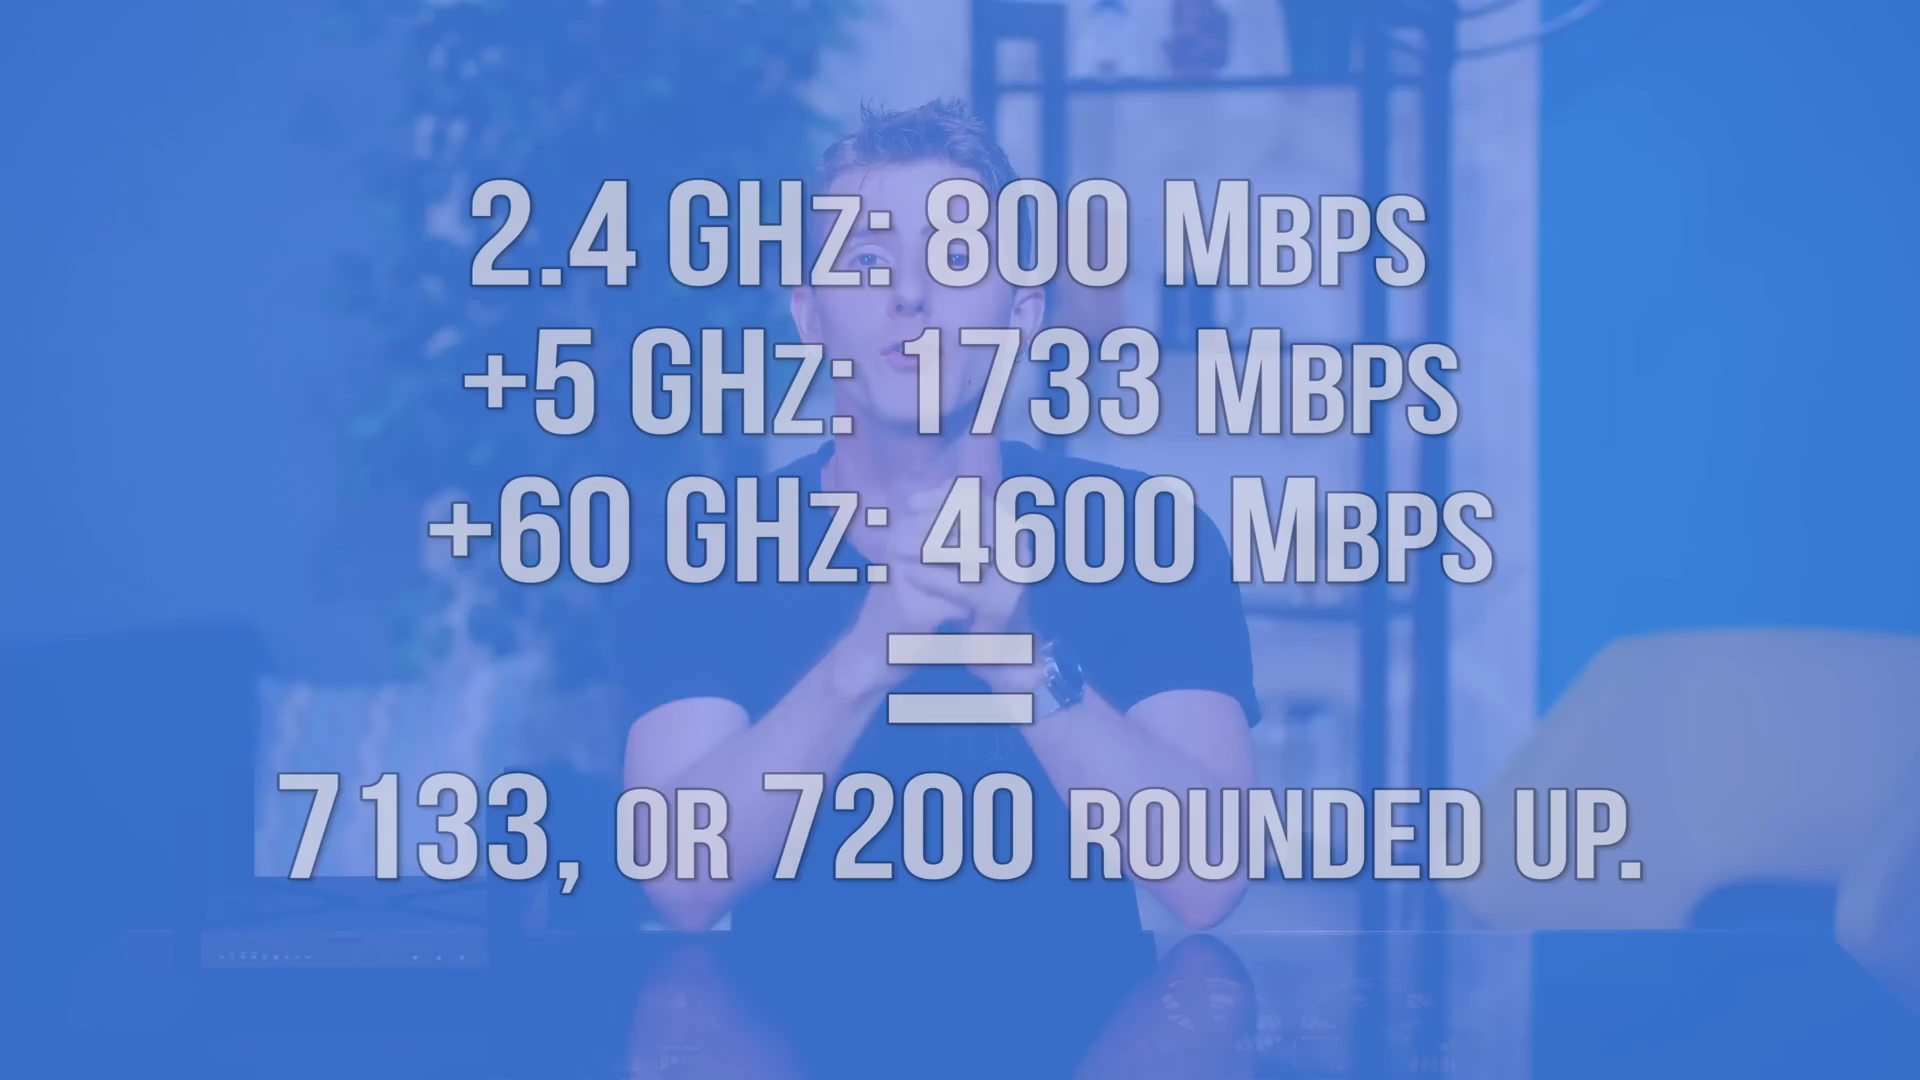 2.4 GHz: 800 Mbps
+5 GHz: 1733 Mbps
+60 GHz: 4600 Mbps
=
7133, or 7200 rounded up.